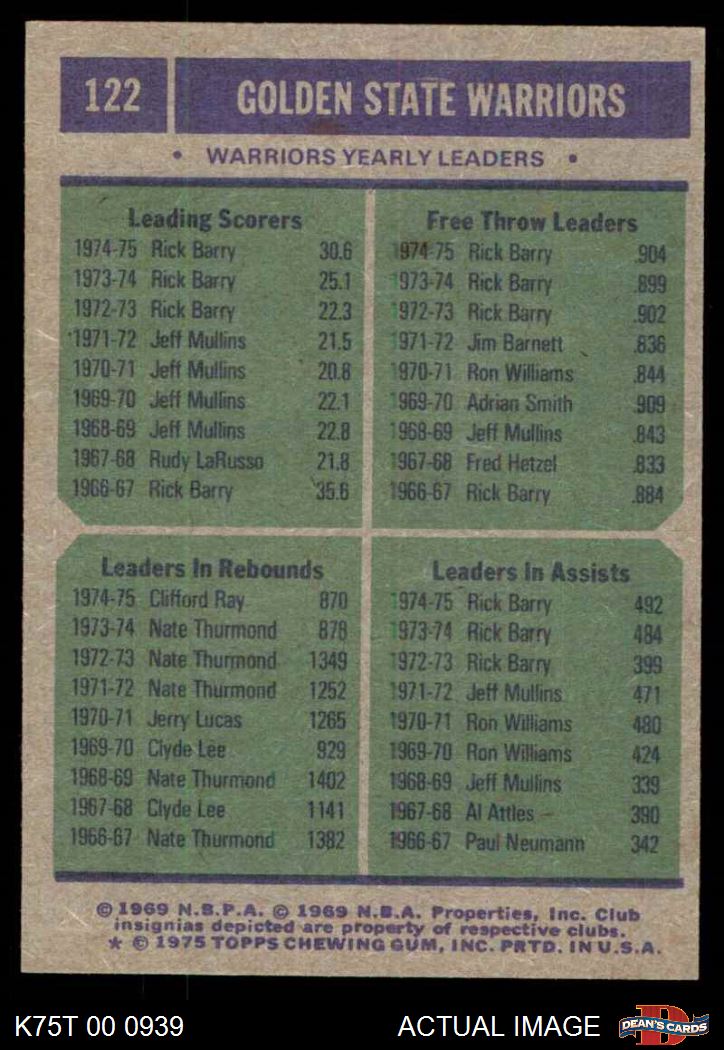 122 GOLDEN STATE WARRIORS
• WARRIORS YEARLY LEADERS •
Leading Scorers
1974-75 Rick Barry 30.6
1973-74 Rick Barry 25.1
1972-73 Rick Barry 22.3
1971-72 Jeff Mullins 21.5
1970-71 Jeff Mullins 20.8
1969-70 Jeff Mullins 22.1
1968-69 Jeff Mullins 22.8
1967-68 Rudy LaRusso 21.8
1966-67 Rick Barry 35.6
Free Throw Leaders
1974-75 Rick Barry .904
1973-74 Rick Barry .899
1972-73 Rick Barry .902
1971-72 Jim Barnett .836
1970-71 Ron Williams .844
1969-70 Adrian Smith .909
1968-69 Jeff Mullins .843
1967-68 Fred Hetzel .833
1966-67 Rick Barry .884
Leaders In Rebounds
1974-75 Clifford Ray 870
1973-74 Nate Thurmond 878
1972-73 Nate Thurmond 1349
1971-72 Nate Thurmond 1252
1970-71 Jerry Lucas 1265
1969-70 Clyde Lee 929
1968-69 Nate Thurmond 1402
1967-68 Clyde Lee 1141
1966-67 Nate Thurmond 1382
Leaders In Assists
1974-75 Rick Barry 492
1973-74 Rick Barry 484
1972-73 Rick Barry 399
1971-72 Jeff Mullins 471
1970-71 Ron Williams 480
1969-70 Ron Williams 424
1968-69 Jeff Mullins 339
1967-68 Al Attles 390
1966-67 Paul Neumann 342
© 1969 N.B.P.A. © 1969 N.B.A. Properties, Inc. Club
insignias depicted are property of respective clubs.
★ © 1975 TOPPS CHEWING GUM, INC. PRTD. IN U.S.A.
K75T 00 0939 ACTUAL IMAGE D DEAN'S CARDS